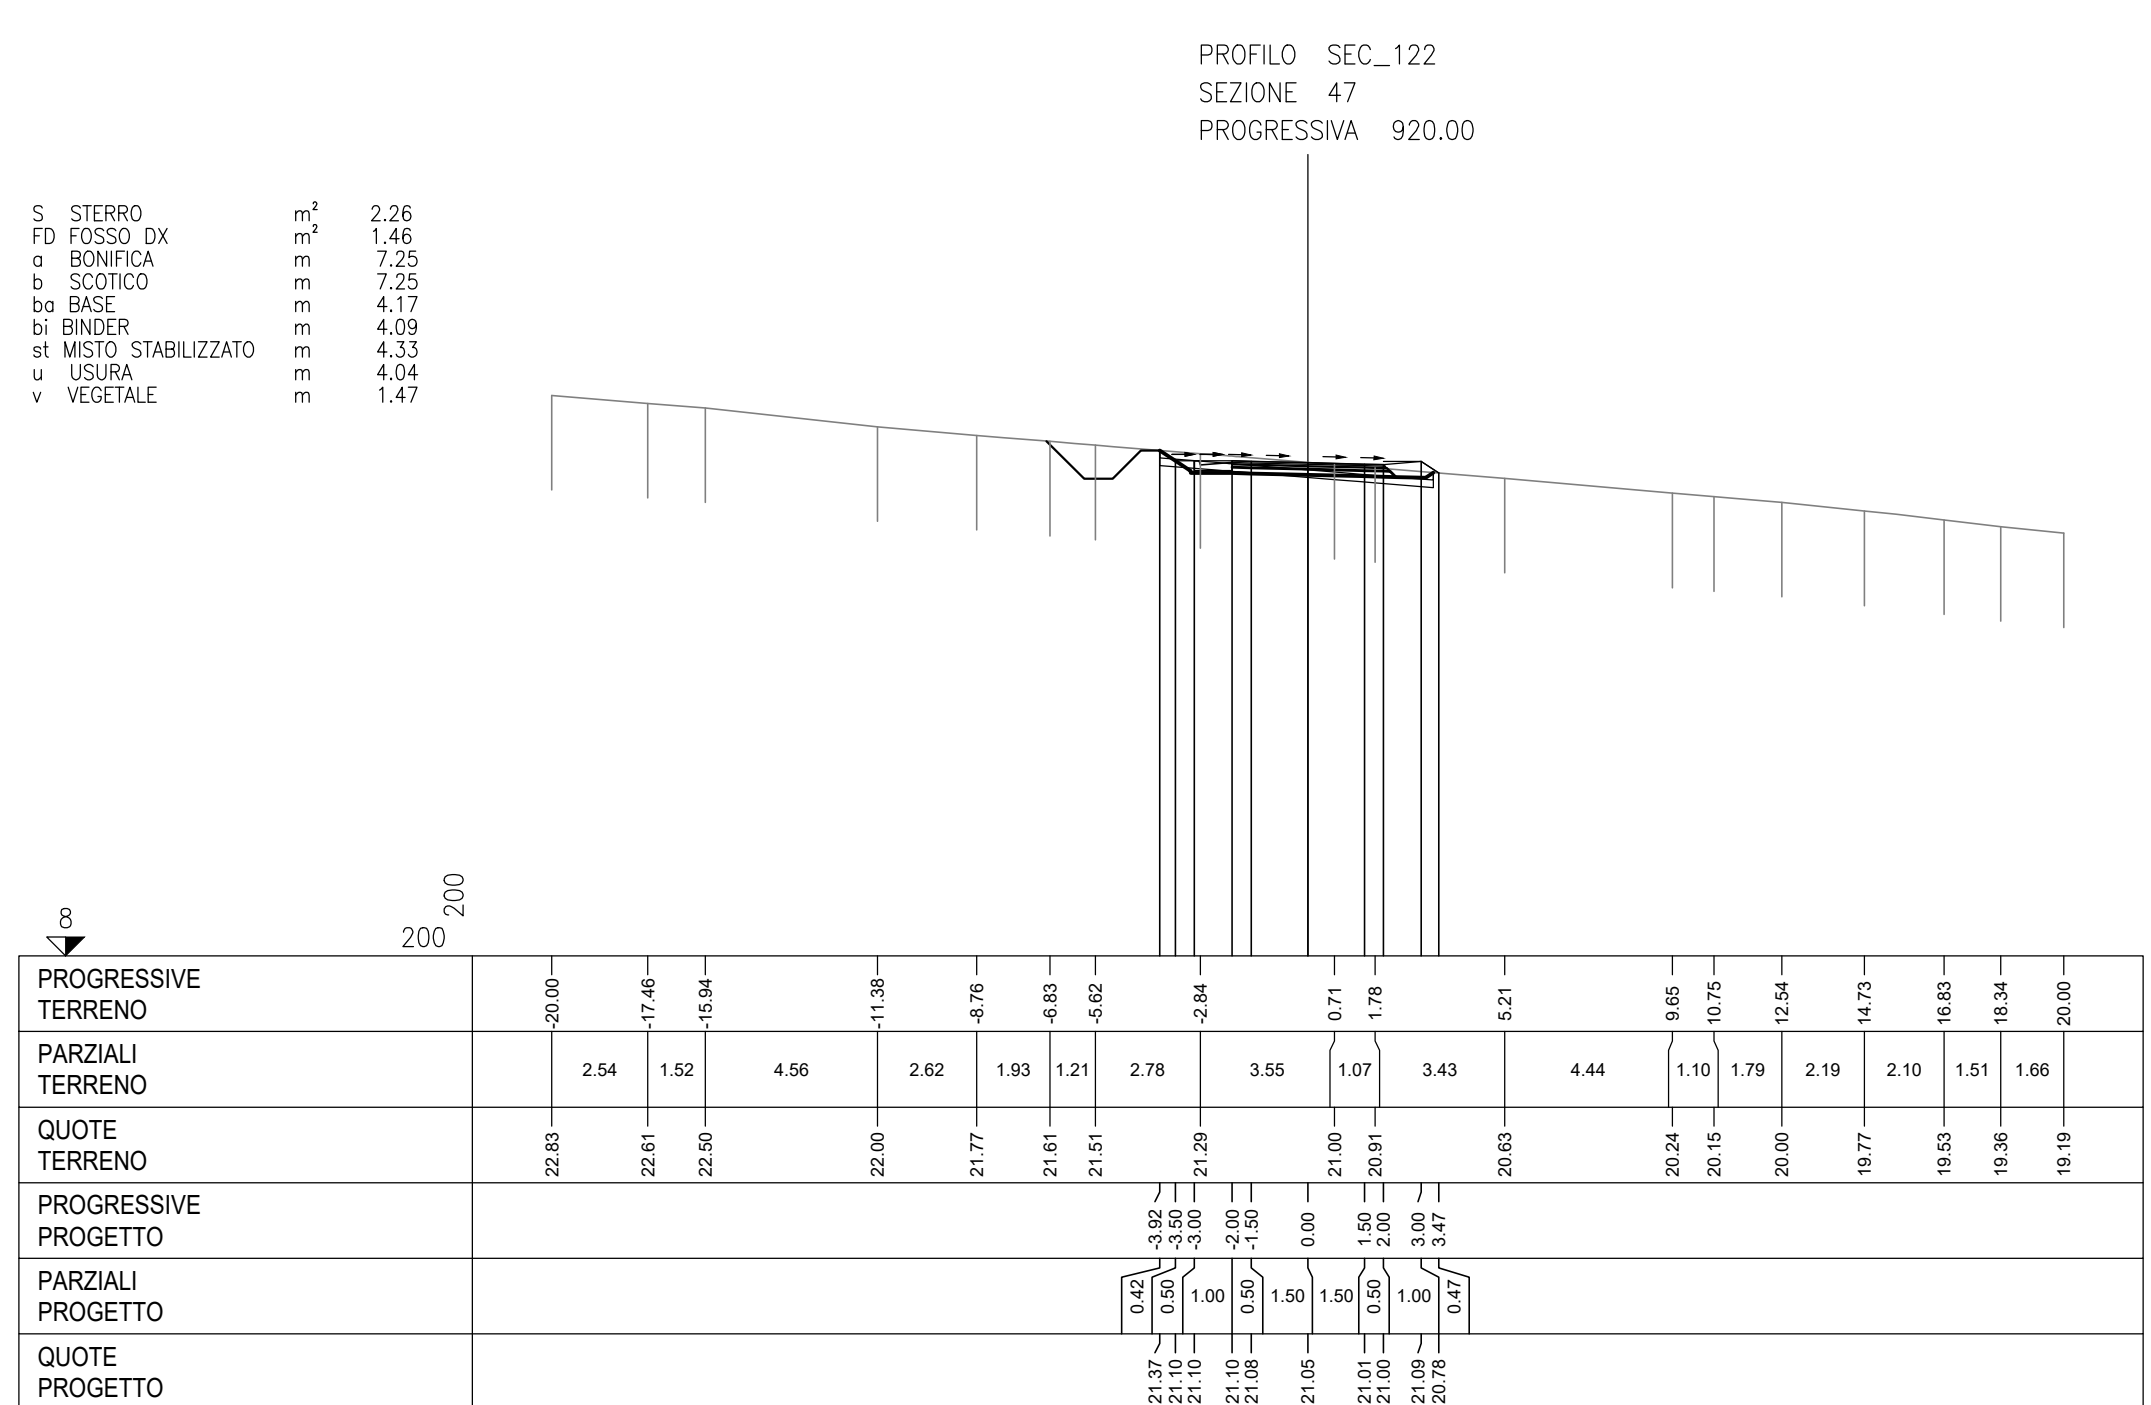 PROFILO SEC_122
SEZIONE 47
PROGRESSIVA 920.00
S STERRO m² 2.26
FD FOSSO DX m² 1.46
a BONIFICA m 7.25
b SCOTICO m 7.25
ba BASE m 4.17
bi BINDER m 4.09
st MISTO STABILIZZATO m 4.33
u USURA m 4.04
v VEGETALE m 1.47
8
200
200
PROGRESSIVE
TERRENO
-20.00 -17.46 -15.94 -11.38 -8.76 -6.83 -5.62 -2.84 0.71 1.78 5.21 9.65 10.75 12.54 14.73 16.83 18.34 20.00
PARZIALI
TERRENO
2.54 1.52 4.56 2.62 1.93 1.21 2.78 3.55 1.07 3.43 4.44 1.10 1.79 2.19 2.10 1.51 1.66
QUOTE
TERRENO
22.83 22.61 22.50 22.00 21.77 21.61 21.51 21.29 21.00 20.91 20.63 20.24 20.15 20.00 19.77 19.53 19.36 19.19
PROGRESSIVE
PROGETTO
-3.92 -3.50 -3.00 -2.00 -1.50 0.00 1.50 2.00 3.00 3.47
PARZIALI
PROGETTO
0.42 0.50 1.00 0.50 1.50 1.50 0.50 1.00 0.47
QUOTE
PROGETTO
21.37 21.10 21.10 21.10 21.08 21.05 21.01 21.00 21.09 20.78